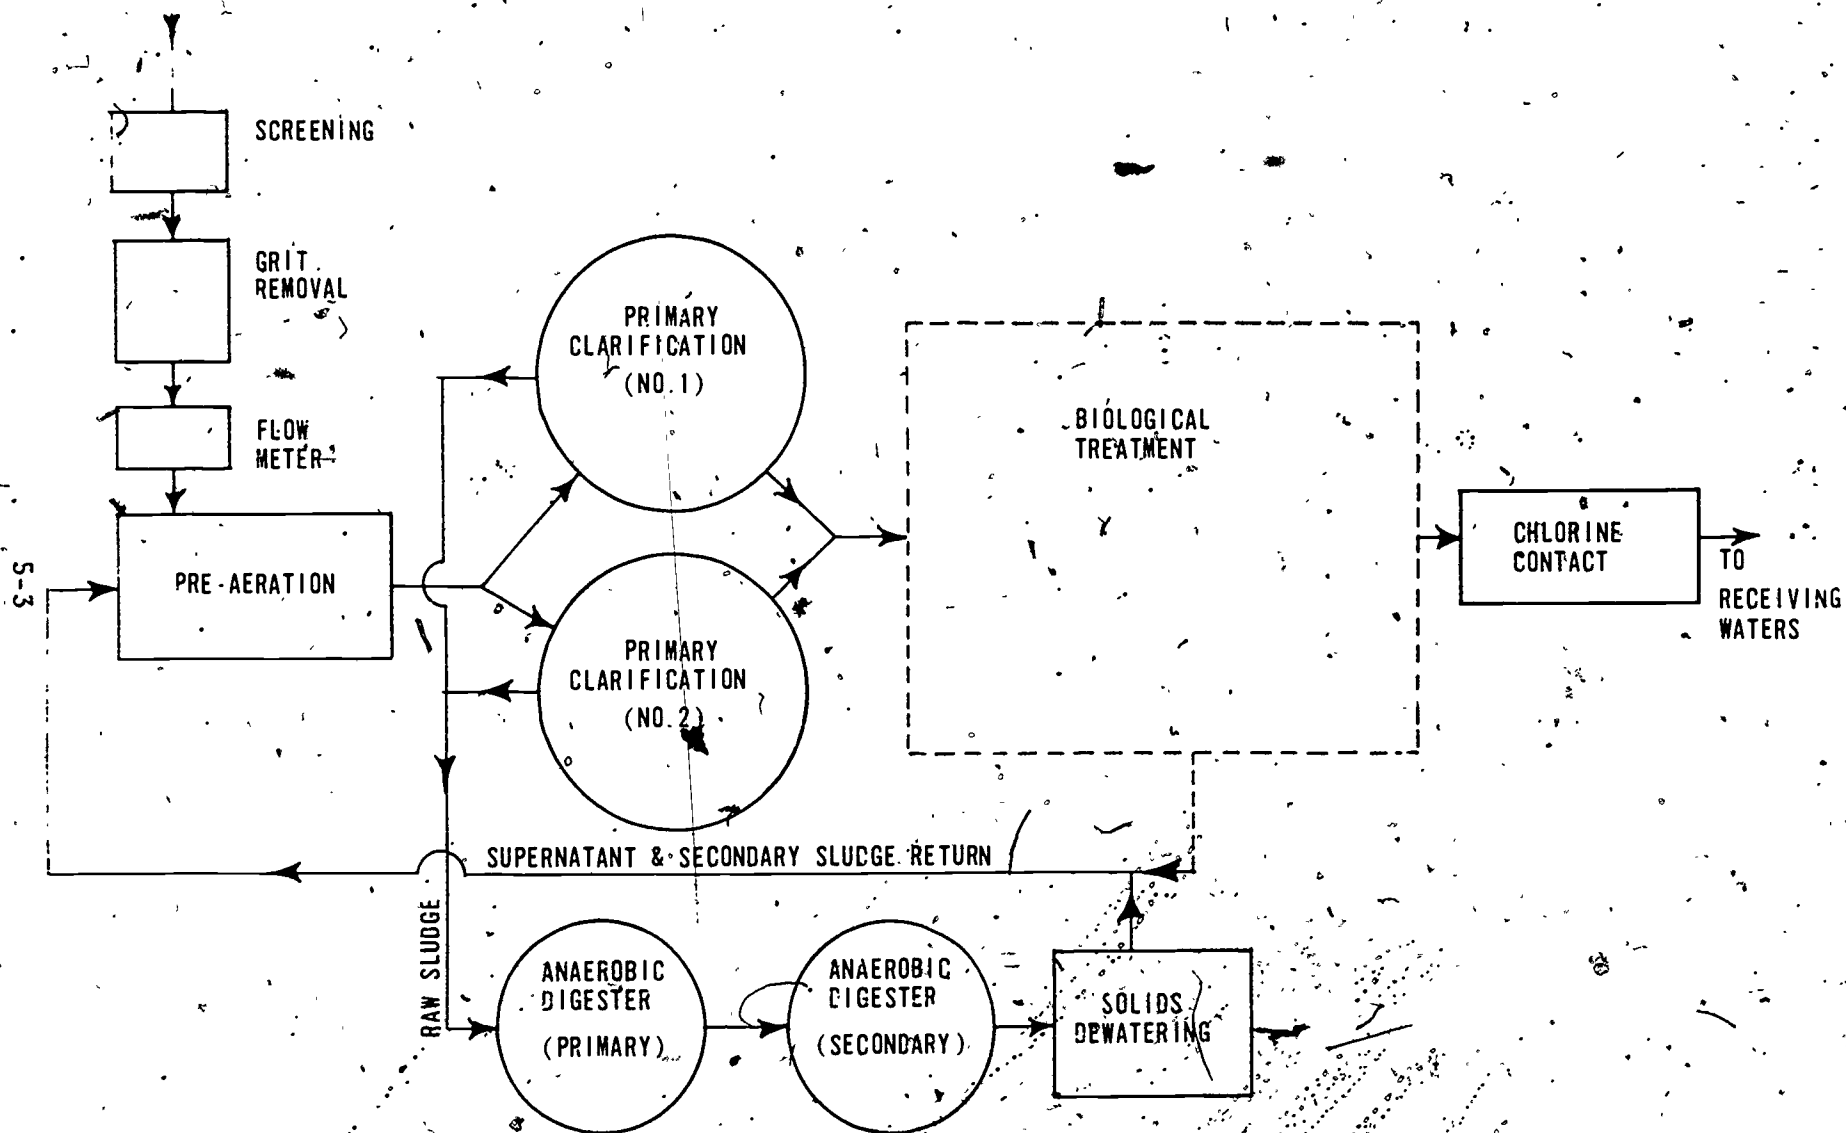 SCREENING
GRIT
REMOVAL
FLOW
METER
PRE-AERATION
PRIMARY
CLARIFICATION
(NO.1)
PRIMARY
CLARIFICATION
(NO.2)
BIOLOGICAL
TREATMENT
CHLORINE
CONTACT
TO
RECEIVING
WATERS
SUPERNATANT & SECONDARY SLUDGE RETURN
RAW SLUDGE
ANAEROBIC
DIGESTER
(PRIMARY)
ANAEROBIC
DIGESTER
(SECONDARY)
SOLIDS
DEWATERING
5-3